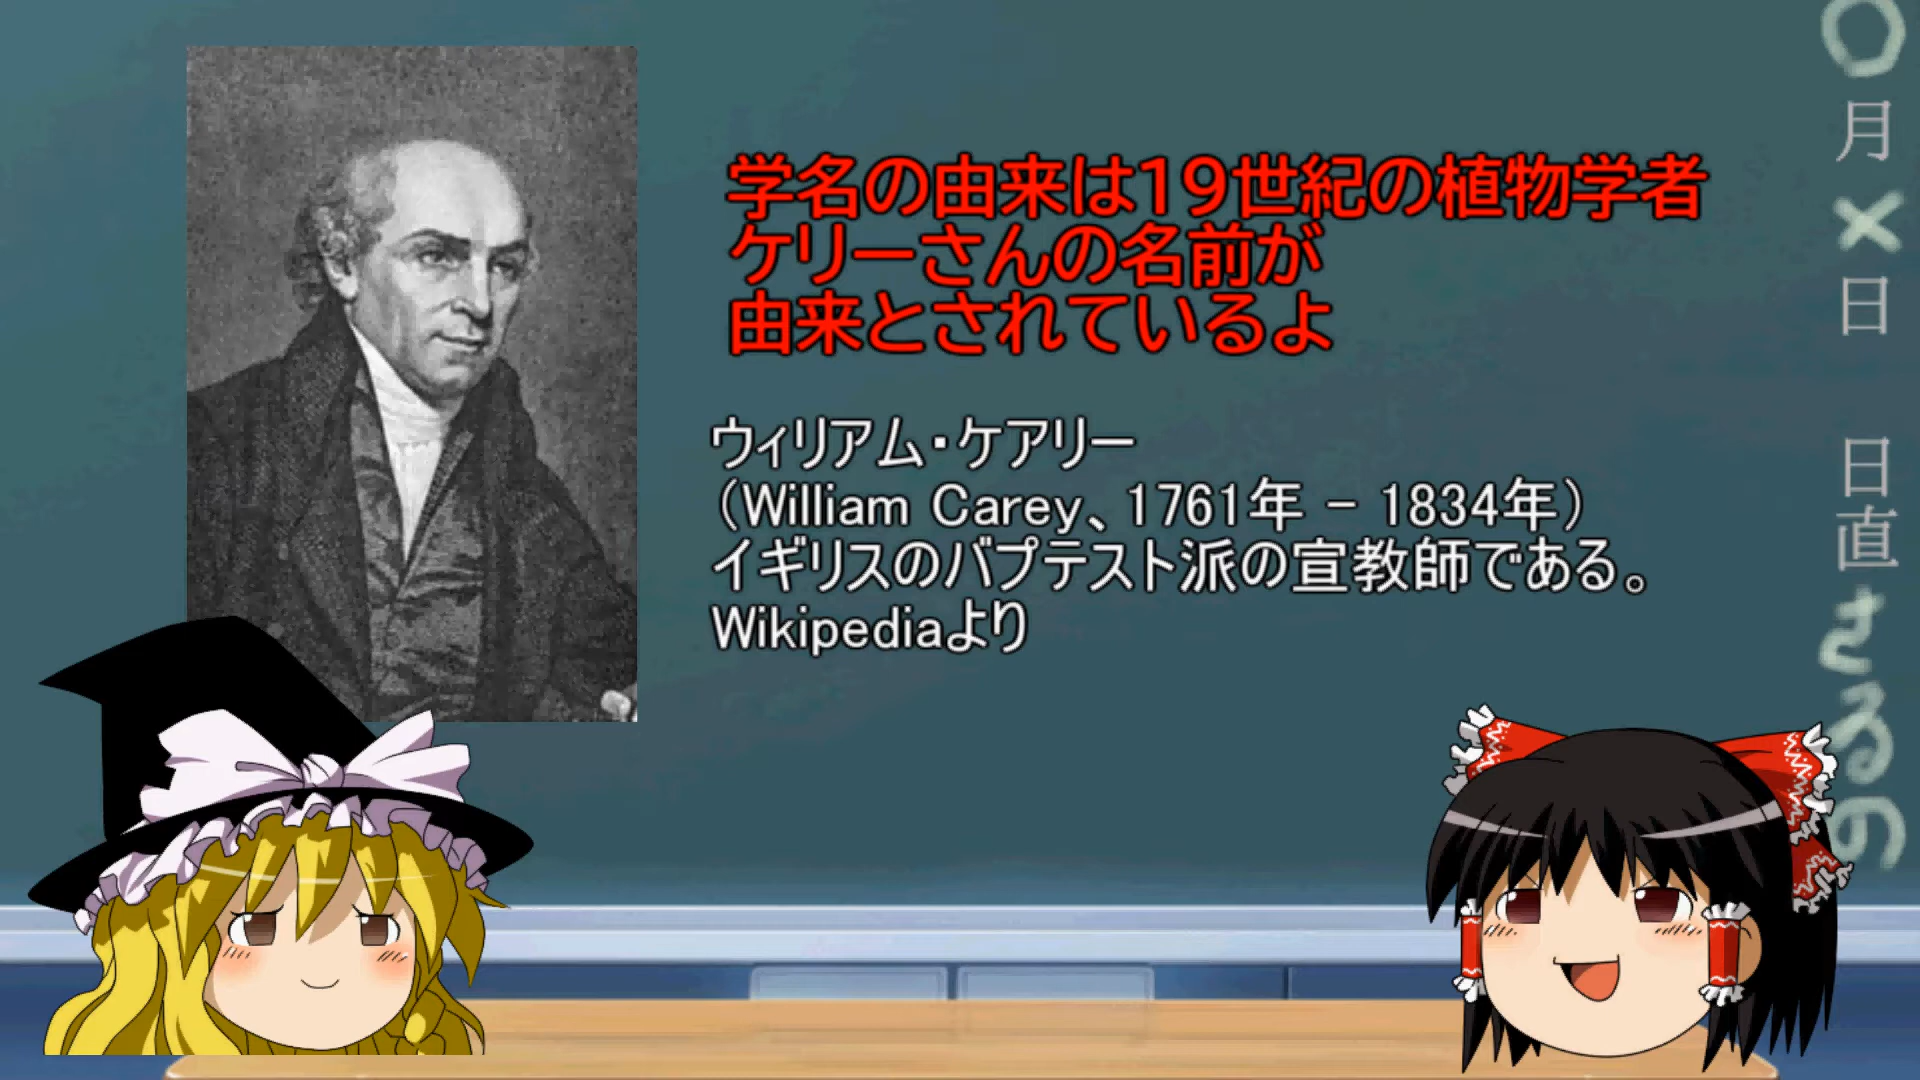 学名の由来は19世紀の植物学者
ケリーさんの名前が
由来とされているよ
ウィリアム・ケアリー
（William Carey、1761年 – 1834年）
イギリスのバプテスト派の宣教師である。
Wikipediaより
〇月×日 日直さるの